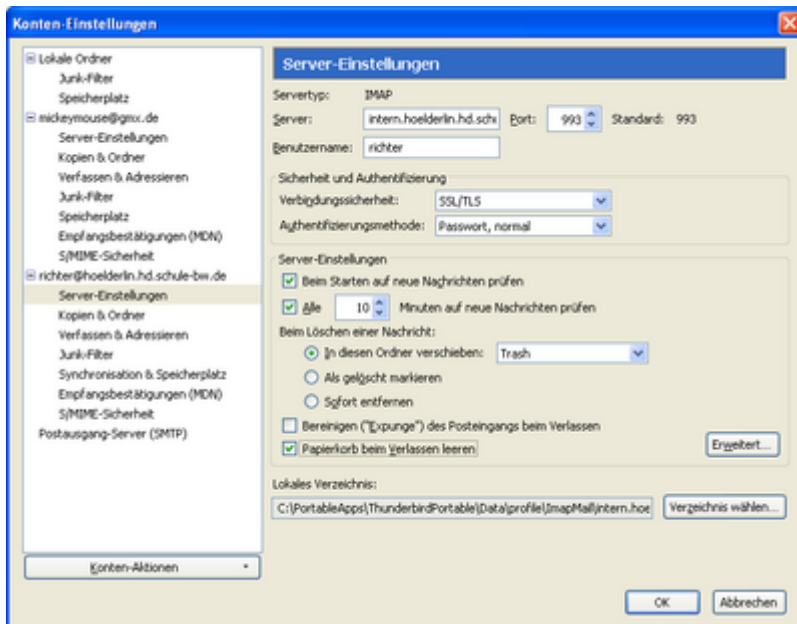 Konten-Einstellungen
Lokale Ordner
Junk-Filter
Speicherplatz
mickeymouse@gmx.de
Server-Einstellungen
Kopien & Ordner
Verfassen & Adressieren
Junk-Filter
Speicherplatz
Empfangsbestätigungen (MDN)
S/MIME-Sicherheit
richter@hoelderlin.hd.schule-bw.de
Server-Einstellungen
Kopien & Ordner
Verfassen & Adressieren
Junk-Filter
Synchronisation & Speicherplatz
Empfangsbestätigungen (MDN)
S/MIME-Sicherheit
Postausgang-Server (SMTP)
Konten-Aktionen
Server-Einstellungen
Servertyp: IMAP
Server: intern.hoelderlin.hd.schu Port: 993 Standard: 993
Benutzername: richter
Sicherheit und Authentifizierung
Verbindungssicherheit: SSL/TLS
Authentifizierungsmethode: Passwort, normal
Server-Einstellungen
Beim Starten auf neue Nachrichten prüfen
Alle 10 Minuten auf neue Nachrichten prüfen
Beim Löschen einer Nachricht:
In diesen Ordner verschieben: Trash
Als gelöscht markieren
Sofort entfernen
Bereinigen ("Expunge") des Posteingangs beim Verlassen
Papierkorb beim Verlassen leeren
Erweitert...
Lokales Verzeichnis:
C:\PortableApps\ThunderbirdPortable\Data\profile\ImapMail\intern.hoe Verzeichnis wählen...
OK Abbrechen